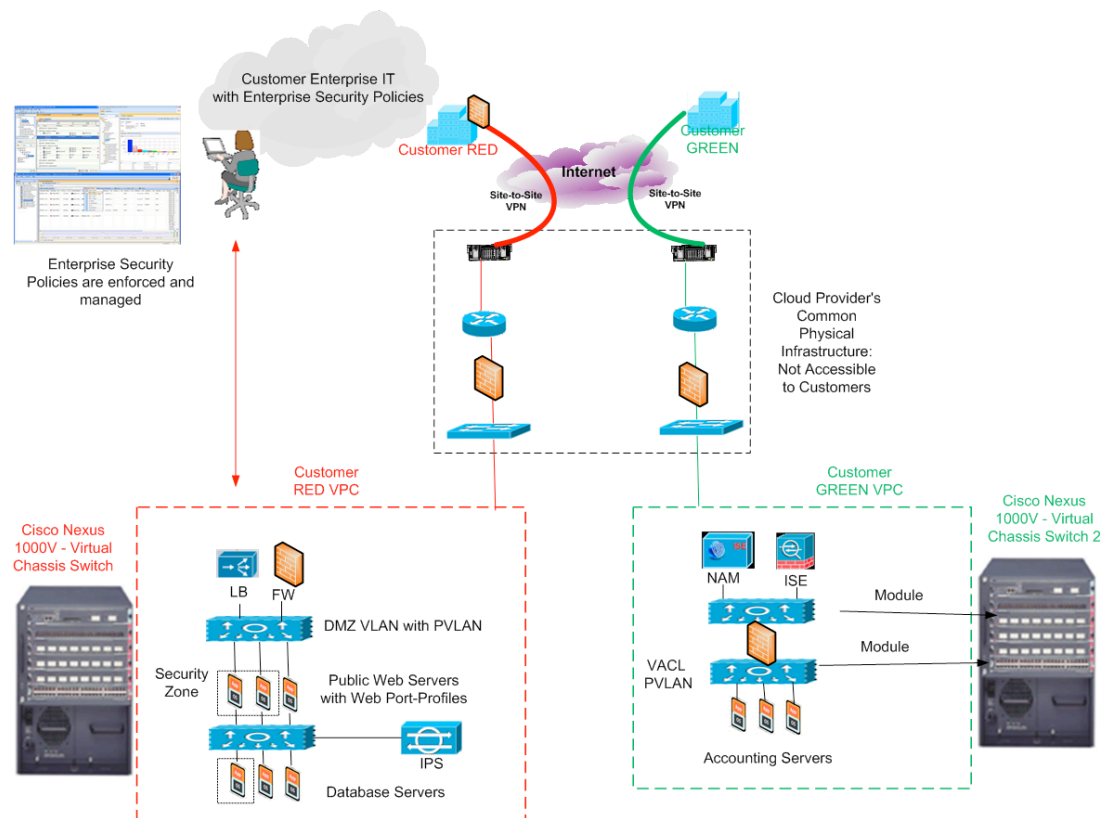 Customer Enterprise IT
with Enterprise Security Policies
Customer RED
Customer
GREEN
Internet
Site-to-Site
VPN
Site-to-Site
VPN
Enterprise Security
Policies are enforced and
managed
Cloud Provider's
Common
Physical
Infrastructure:
Not Accessible
to Customers
Customer
RED VPC
Customer
GREEN VPC
Cisco Nexus
1000V - Virtual
Chassis Switch
Cisco Nexus
1000V - Virtual
Chassis Switch 2
LB
FW
DMZ VLAN with PVLAN
Security
Zone
Public Web Servers
with Web Port-Profiles
IPS
Database Servers
NAM
ISE
Module
Module
VACL
PVLAN
Accounting Servers